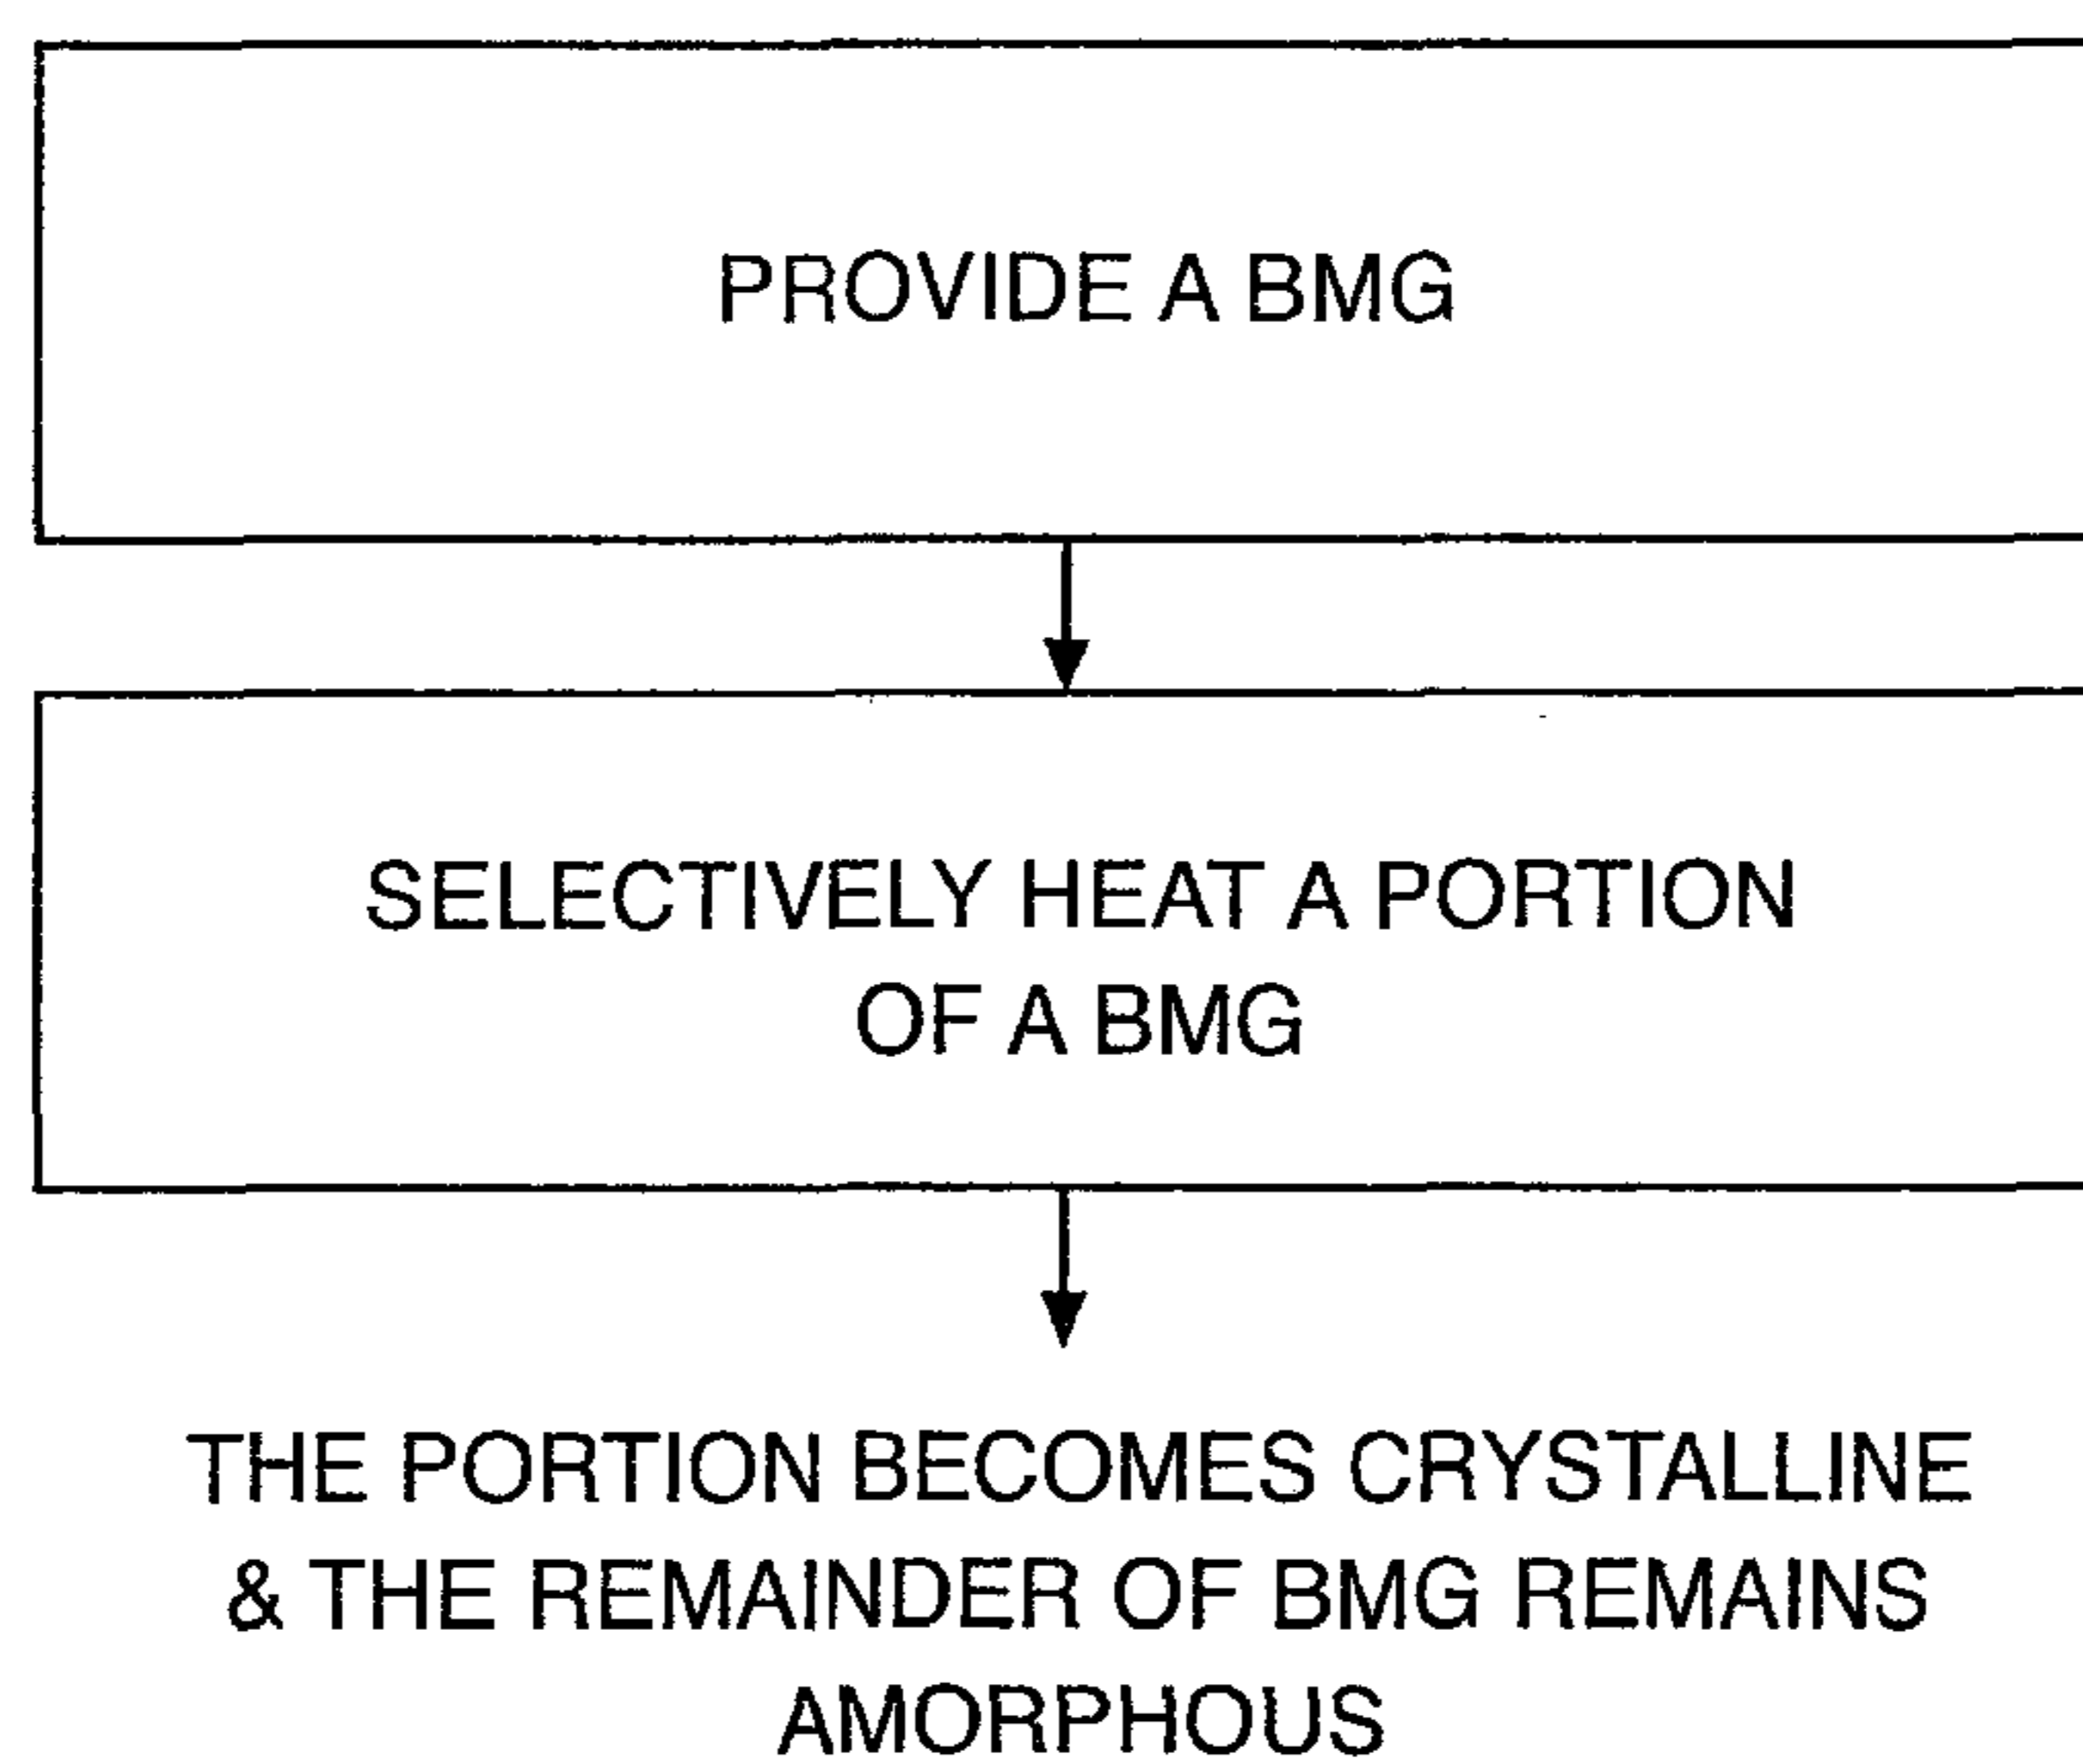 PROVIDE A BMG
SELECTIVELY HEAT A PORTION
OF A BMG
THE PORTION BECOMES CRYSTALLINE
& THE REMAINDER OF BMG REMAINS
AMORPHOUS